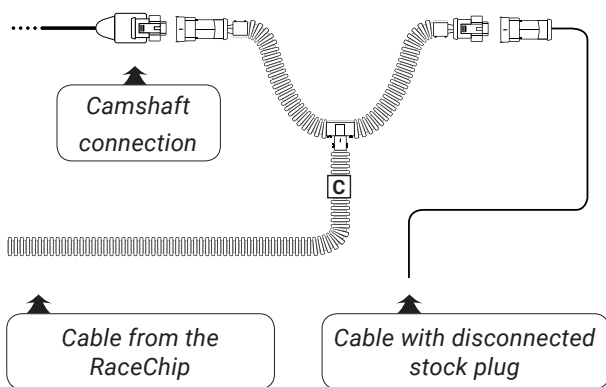 Camshaft
connection
C
Cable from the
RaceChip
Cable with disconnected
stock plug